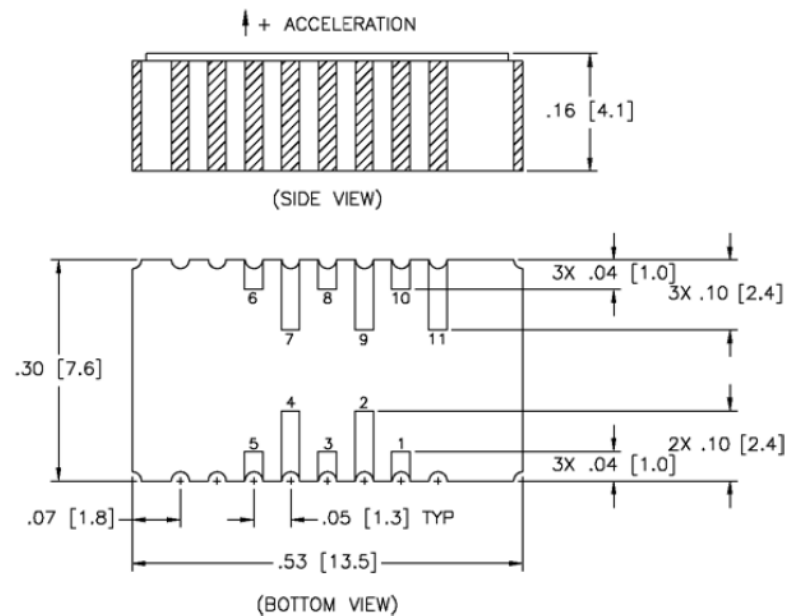 + ACCELERATION
.16 [4.1]
(SIDE VIEW)
3X .04 [1.0]
3X .10 [2.4]
6
8
10
7
9
11
.30 [7.6]
4
2
5
3
1
2X .10 [2.4]
3X .04 [1.0]
.07 [1.8]
.05 [1.3] TYP
.53 [13.5]
(BOTTOM VIEW)